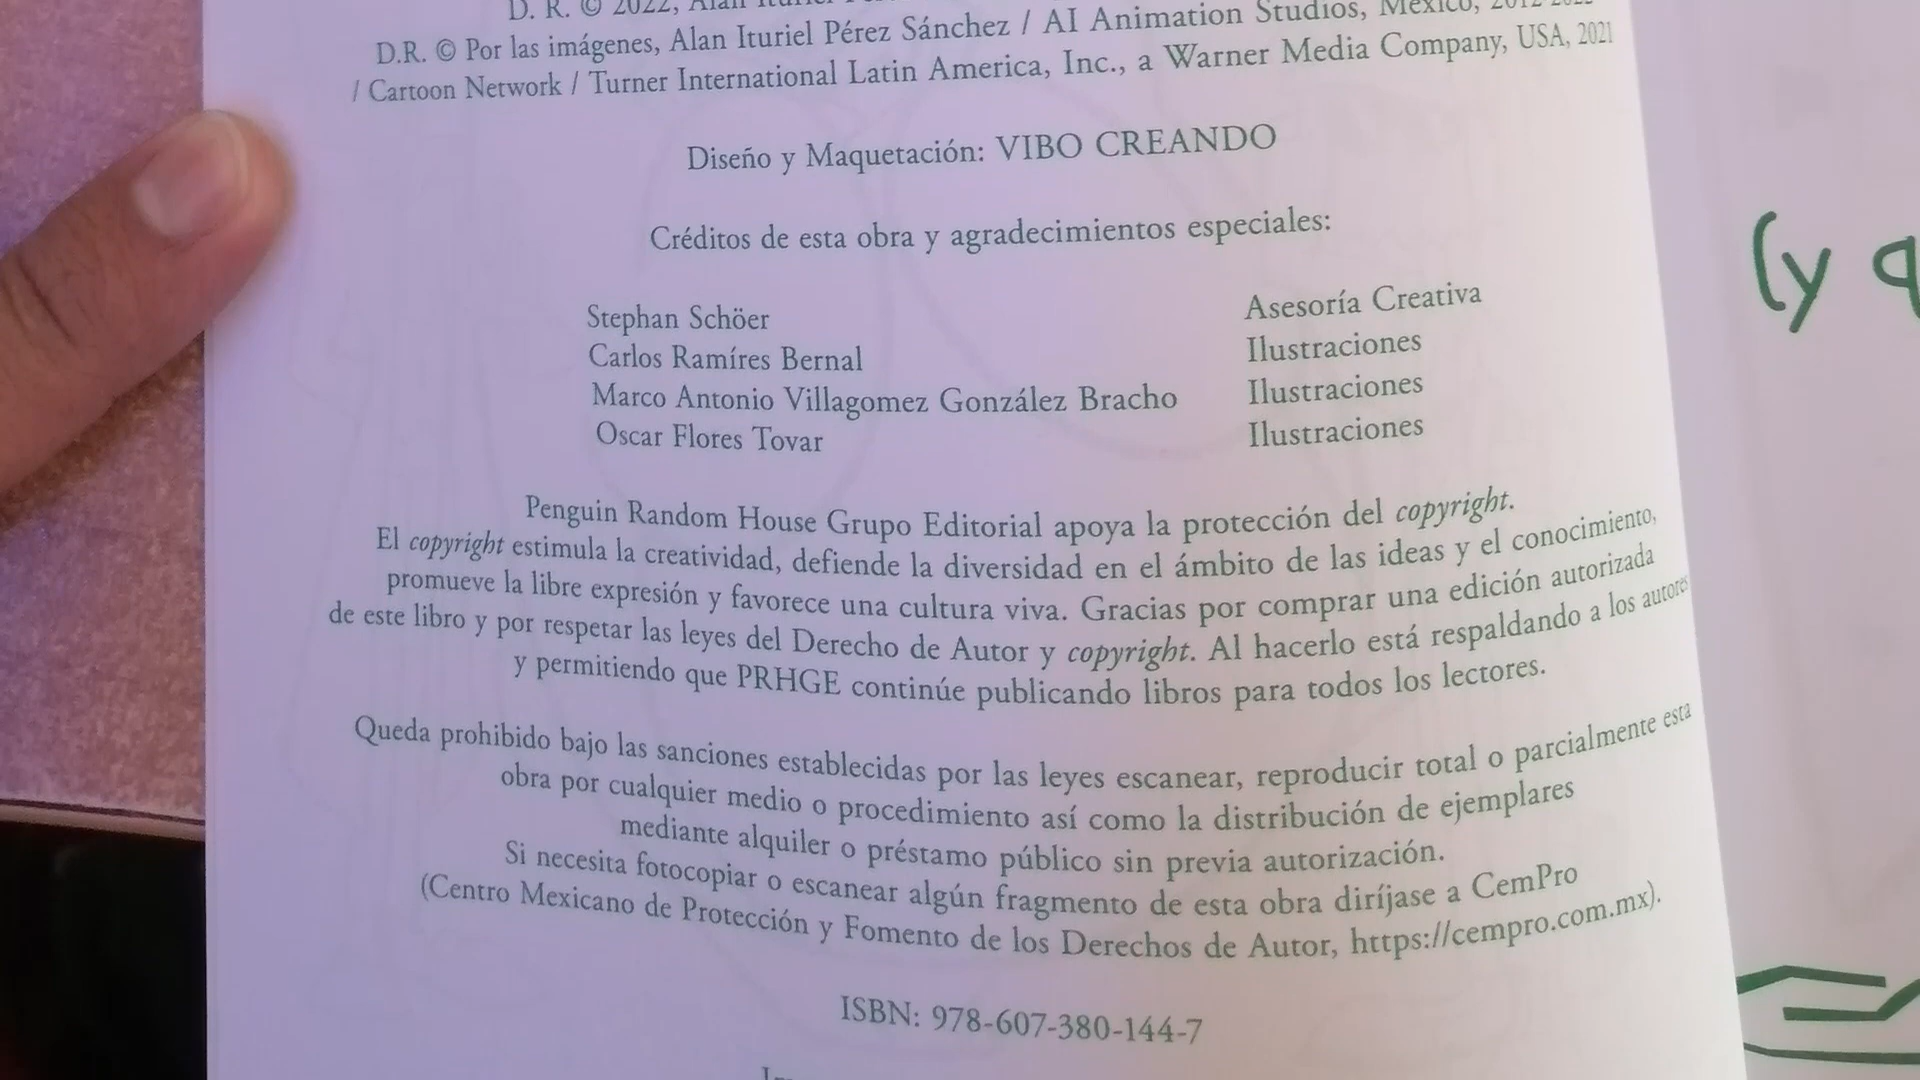 D. R. © 2022, Alan
D.R. © Por las imágenes, Alan Ituriel Pérez Sánchez / AI Animation Studios, México,
/ Cartoon Network / Turner International Latin America, Inc., a Warner Media Company, USA, 2021
Diseño y Maquetación: VIBO CREANDO
Créditos de esta obra y agradecimientos especiales:
Stephan Schöer Asesoría Creativa
Carlos Ramíres Bernal Ilustraciones
Marco Antonio Villagomez González Bracho Ilustraciones
Oscar Flores Tovar Ilustraciones
Penguin Random House Grupo Editorial apoya la protección del copyright.
El copyright estimula la creatividad, defiende la diversidad en el ámbito de las ideas y el conocimiento,
promueve la libre expresión y favorece una cultura viva. Gracias por comprar una edición autorizada
de este libro y por respetar las leyes del Derecho de Autor y copyright. Al hacerlo está respaldando a los autores
y permitiendo que PRHGE continúe publicando libros para todos los lectores.
Queda prohibido bajo las sanciones establecidas por las leyes escanear, reproducir total o parcialmente esta
obra por cualquier medio o procedimiento así como la distribución de ejemplares
mediante alquiler o préstamo público sin previa autorización.
Si necesita fotocopiar o escanear algún fragmento de esta obra diríjase a CemPro
(Centro Mexicano de Protección y Fomento de los Derechos de Autor, https://cempro.com.mx).
ISBN: 978-607-380-144-7
(y q